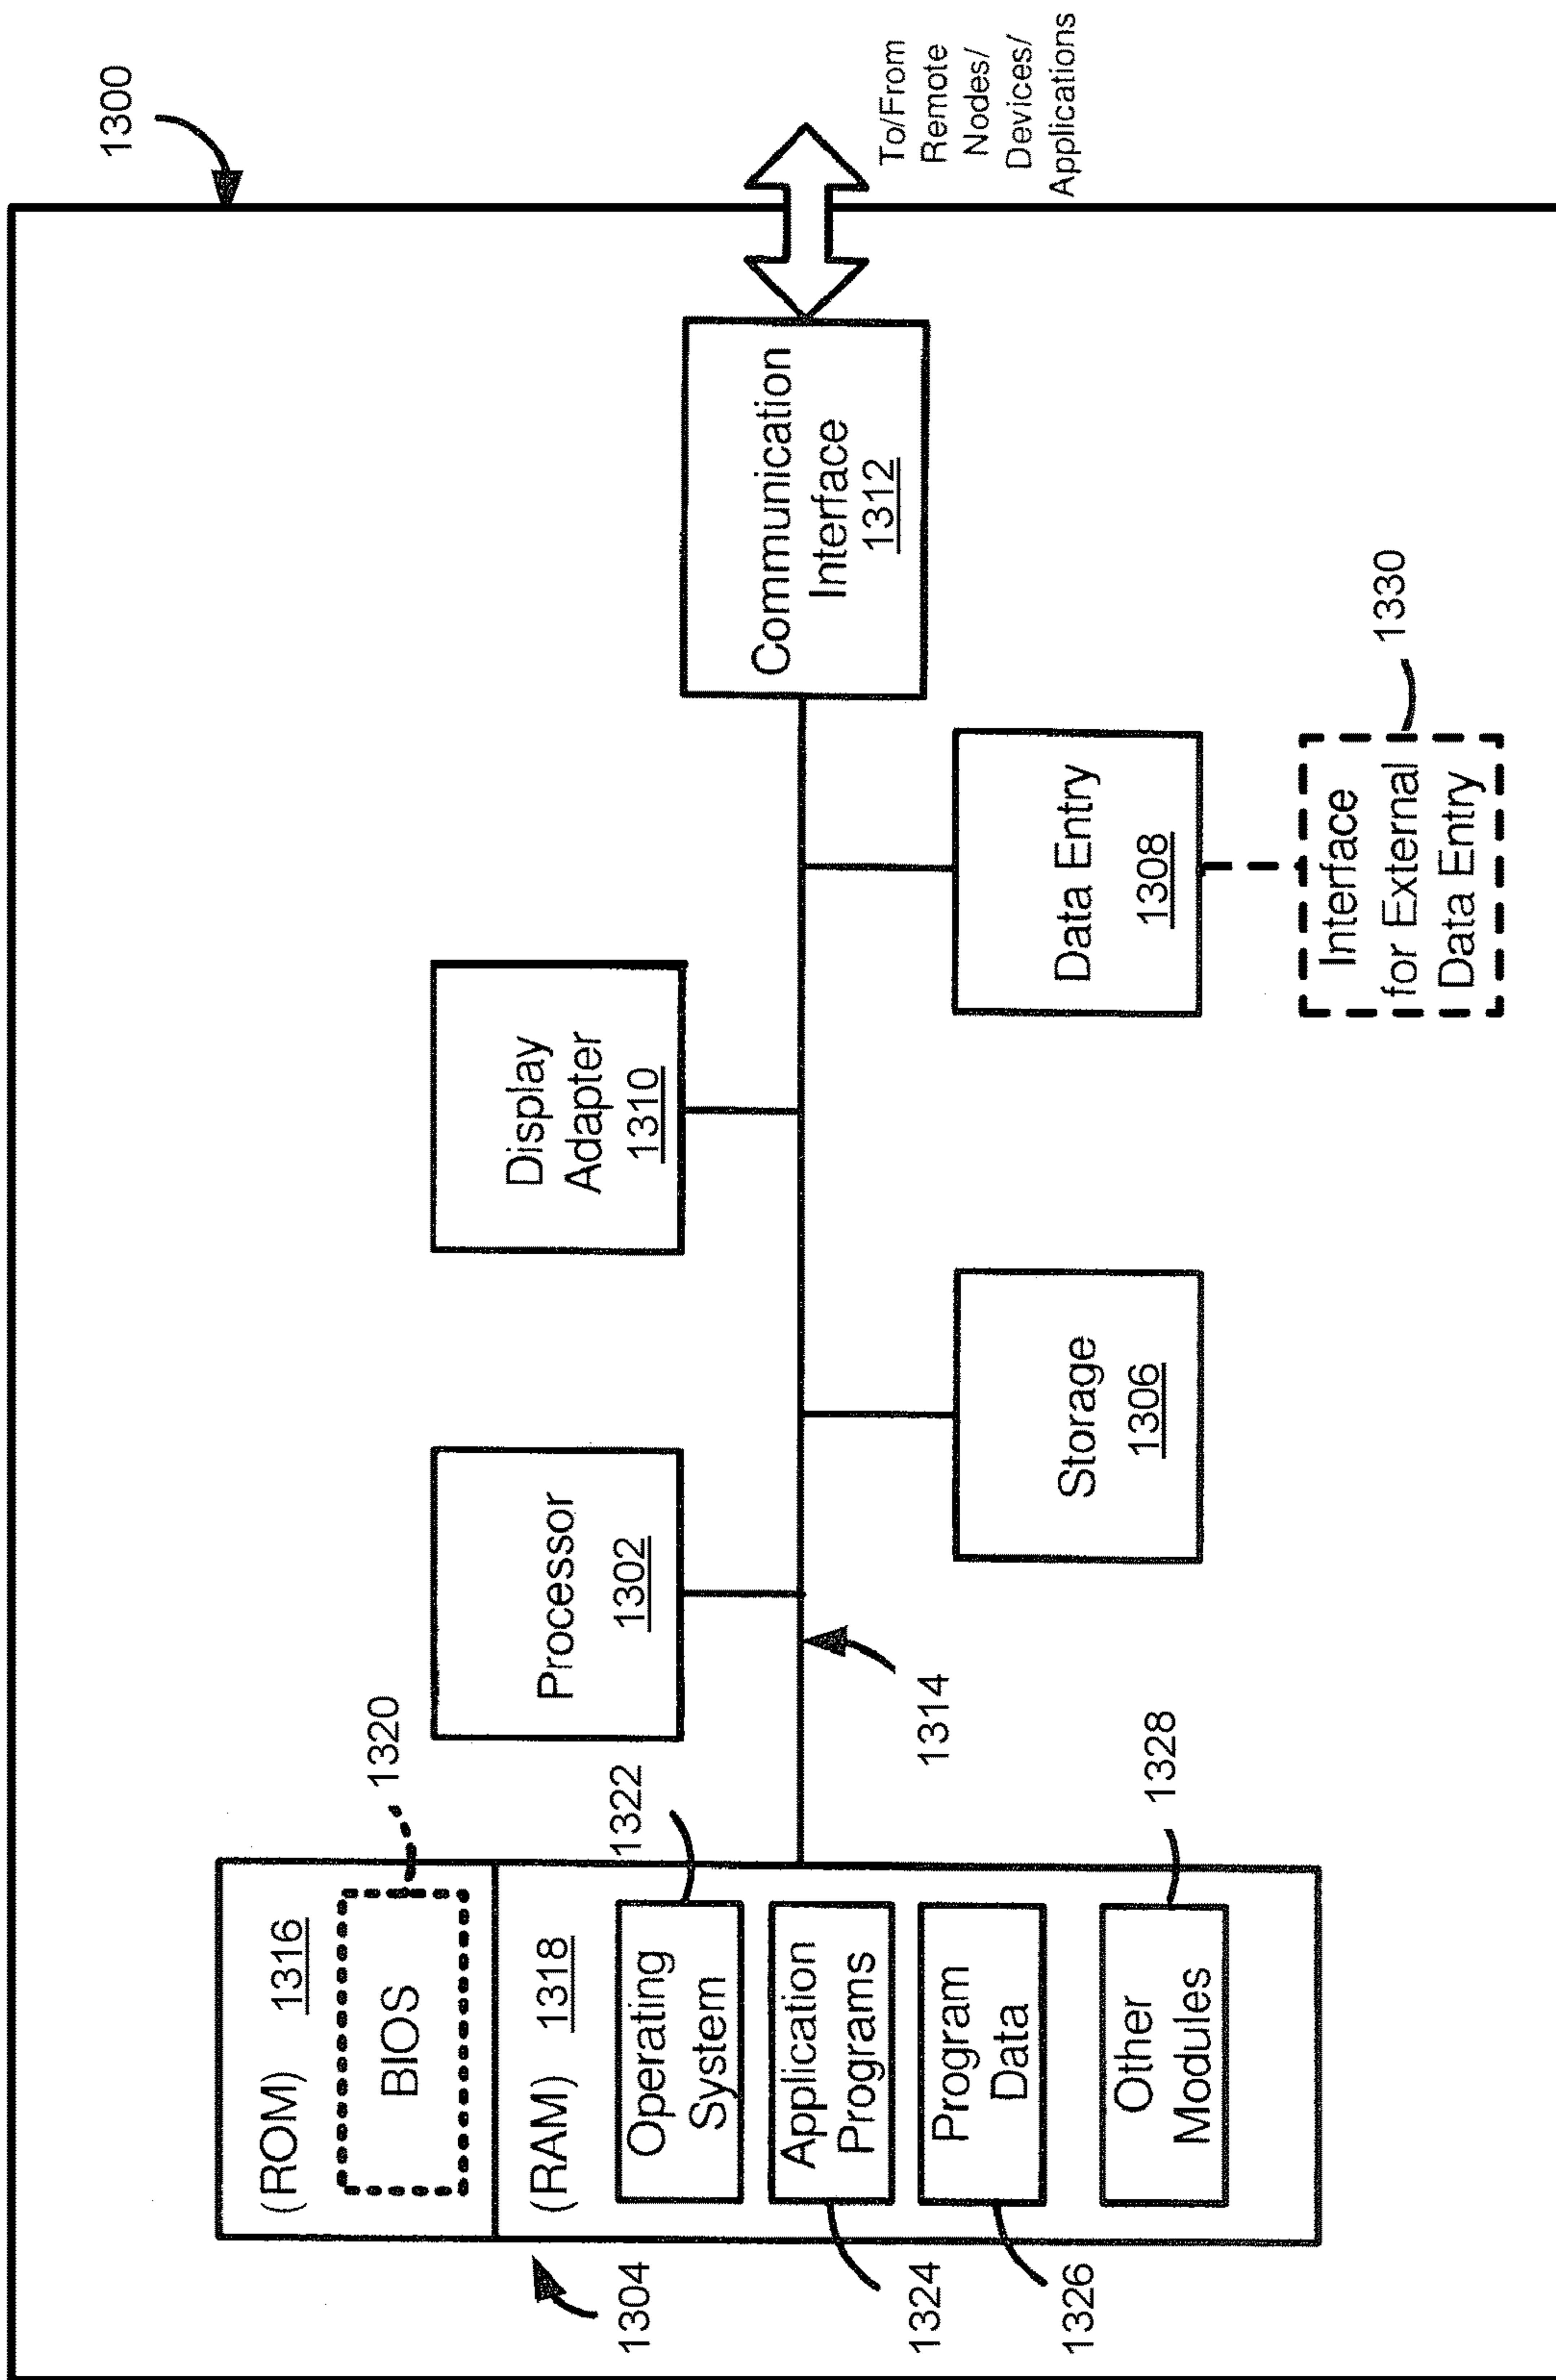 1300
(ROM) 1316
BIOS
1320
(RAM) 1318
Operating
System
1322
Application
Programs
1324
Program
Data
1326
Other
Modules
1328
1304
Processor
1302
1314
Display
Adapter
1310
Storage
1306
Data Entry
1308
Interface
for External
Data Entry
1330
Communication
Interface
1312
To/From
Remote
Nodes/
Devices/
Applications